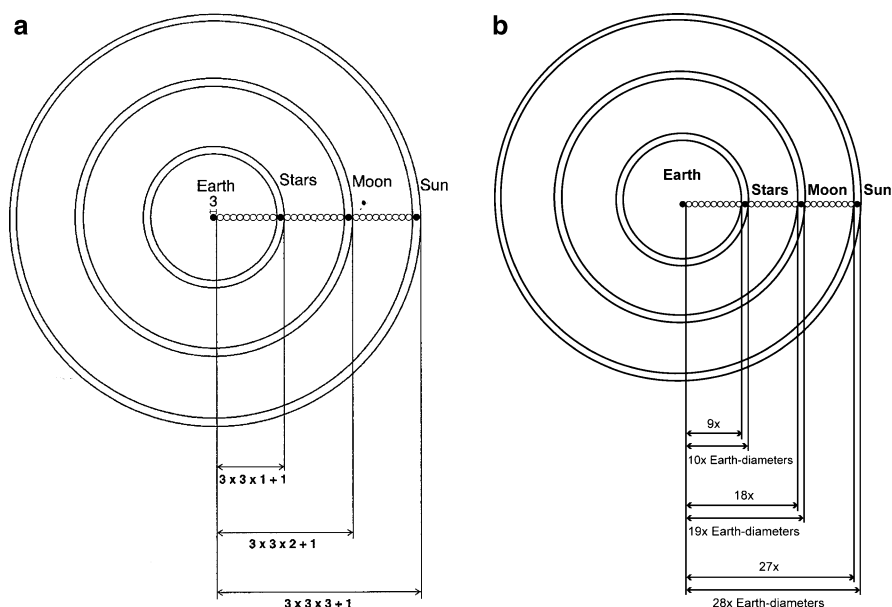 a
Earth
3
Stars
Moon
Sun
3 x 3 x 1 + 1
3 x 3 x 2 + 1
3 x 3 x 3 + 1
b
Earth
Stars
Moon
Sun
9x
10x Earth-diameters
18x
19x Earth-diameters
27x
28x Earth-diameters